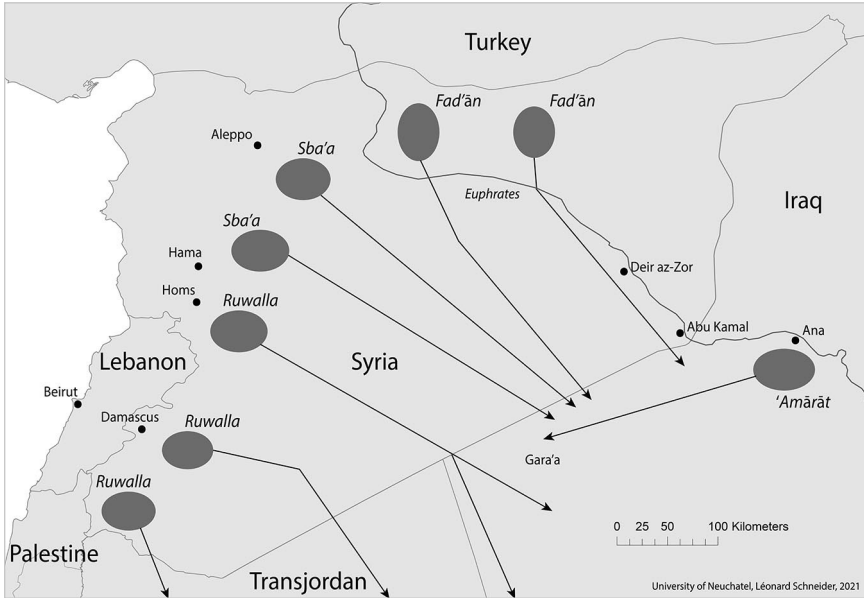 Turkey
Fad'ān
Fad'ān
Aleppo
Sba'a
Euphrates
Iraq
Sba'a
Hama
Deir az-Zor
Homs
Ruwalla
Abu Kamal
Ana
Lebanon
Syria
Beirut
'Amārāt
Damascus
Ruwalla
Gara'a
Ruwalla
0 25 50 100 Kilometers
Palestine
Transjordan
University of Neuchatel, Léonard Schneider, 2021